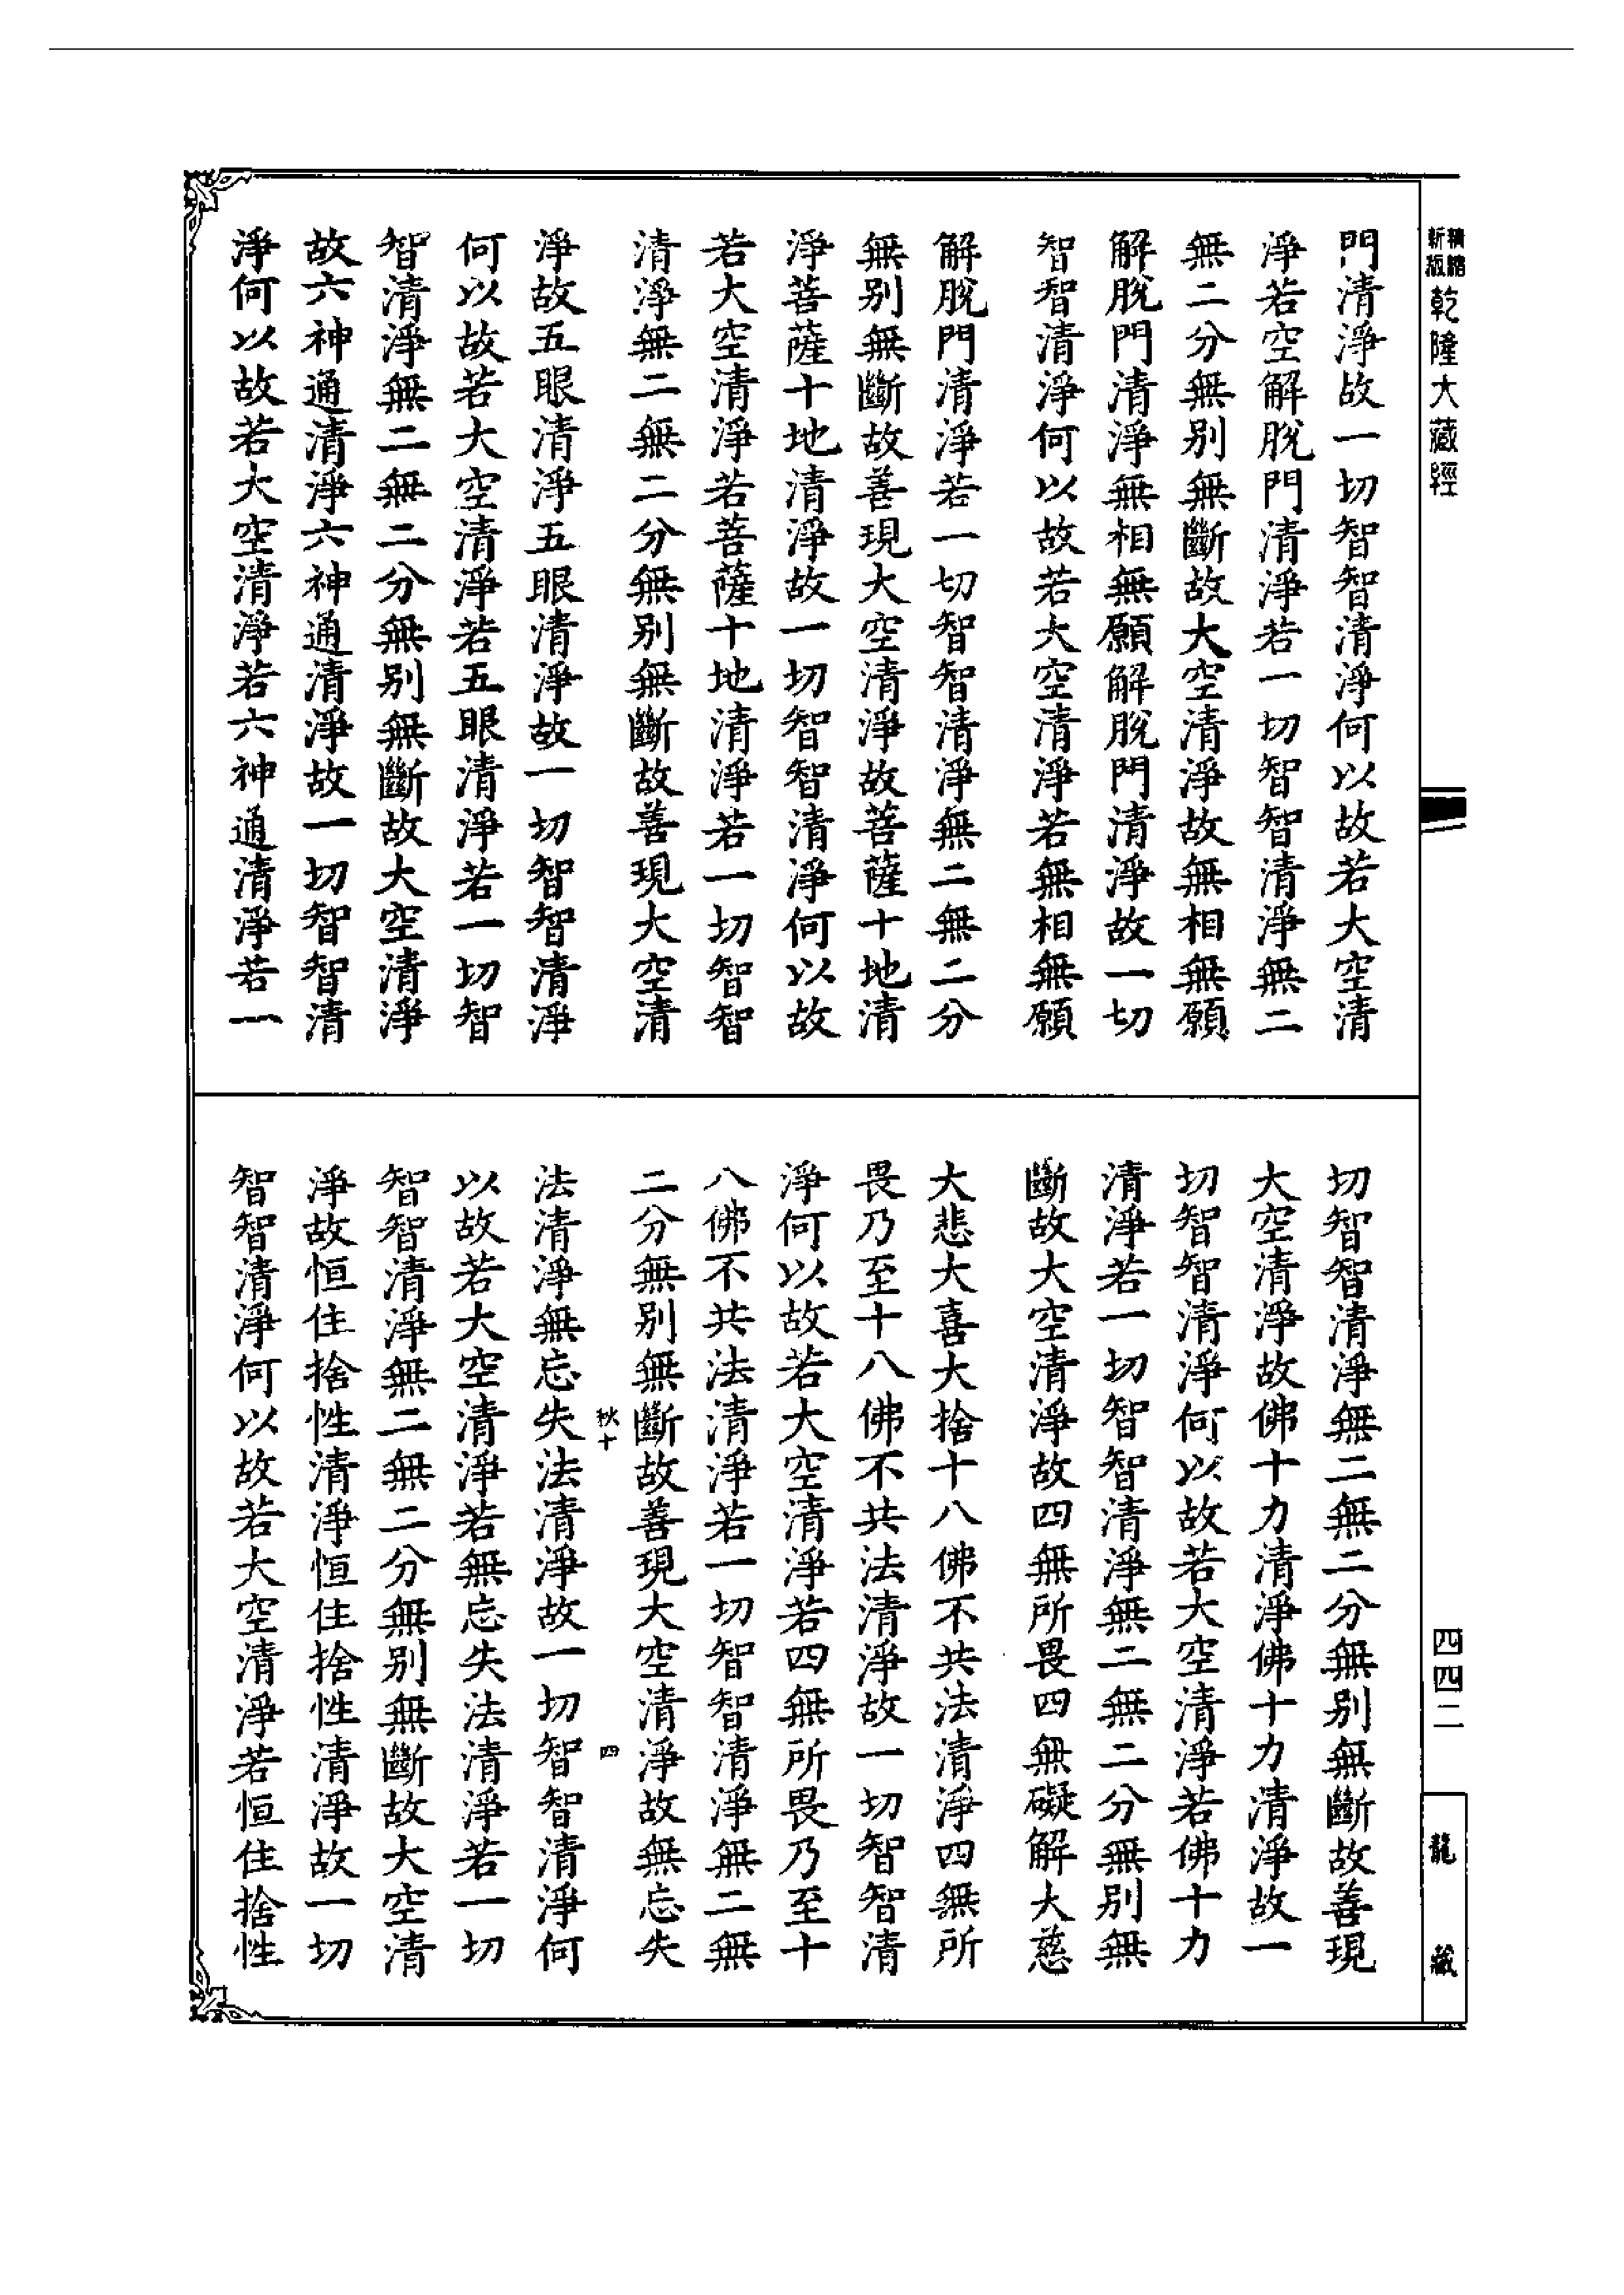 精縮新版乾隆大藏經
門清淨故一切智智清淨何以故若大空清
淨若空解脫門清淨若一切智智清淨無二
無二分無別無斷故大空清淨故無相無願
解脫門清淨無相無願解脫門清淨故一切
智智清淨何以故若大空清淨若無相無願
解脫門清淨若一切智智清淨無二無二分
無別無斷故善現大空清淨故菩薩十地清
淨菩薩十地清淨故一切智智清淨何以故
若大空清淨若菩薩十地清淨若一切智智
清淨無二無二分無別無斷故善現大空清
淨故五眼清淨五眼清淨故一切智智清淨
何以故若大空清淨若五眼清淨若一切智
智清淨無二無二分無別無斷故大空清淨
故六神通清淨六神通清淨故一切智智清
淨何以故若大空清淨若六神通清淨若一
切智智清淨無二無二分無別無斷故善現
大空清淨故佛十力清淨佛十力清淨故一
切智智清淨何以故若大空清淨若佛十力
清淨若一切智智清淨無二無二分無別無
斷故大空清淨故四無所畏四無礙解大慈
大悲大喜大捨十八佛不共法清淨四無所
畏乃至十八佛不共法清淨故一切智智清
淨何以故若大空清淨若四無所畏乃至十
八佛不共法清淨若一切智智清淨無二無
二分無別無斷故善現大空清淨故無忘失
秋十 四
法清淨無忘失法清淨故一切智智清淨何
以故若大空清淨若無忘失法清淨若一切
智智清淨無二無二分無別無斷故大空清
淨故恒住捨性清淨恒住捨性清淨故一切
智智清淨何以故若大空清淨若恒住捨性
四四二
龍藏